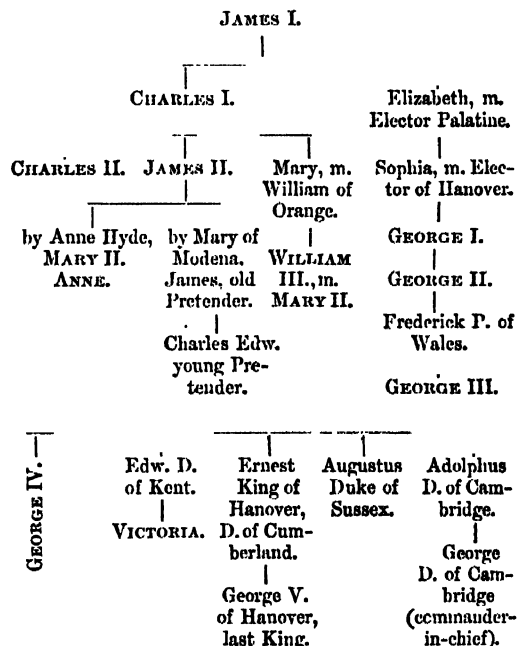 JAMES I.
CHARLES I.
Elizabeth, m.
Elector Palatine.
CHARLES II.
JAMES II.
Mary, m.
William of
Orange.
Sophia, m. Elec-
tor of Hanover.
by Anne Hyde,
MARY II.
ANNE.
by Mary of
Modena.
James, old
Pretender.
WILLIAM
III., m.
MARY II.
GEORGE I.
GEORGE II.
Frederick P. of
Wales.
Charles Edw.
young Pre-
tender.
GEORGE III.
GEORGE IV.
Edw. D.
of Kent.
VICTORIA.
Ernest
King of
Hanover,
D. of Cum-
berland.
George V.
of Hanover,
last King.
Augustus
Duke of
Sussex.
Adolphus
D. of Cam-
bridge.
George
D. of Cam-
bridge
(commander-
in-chief).